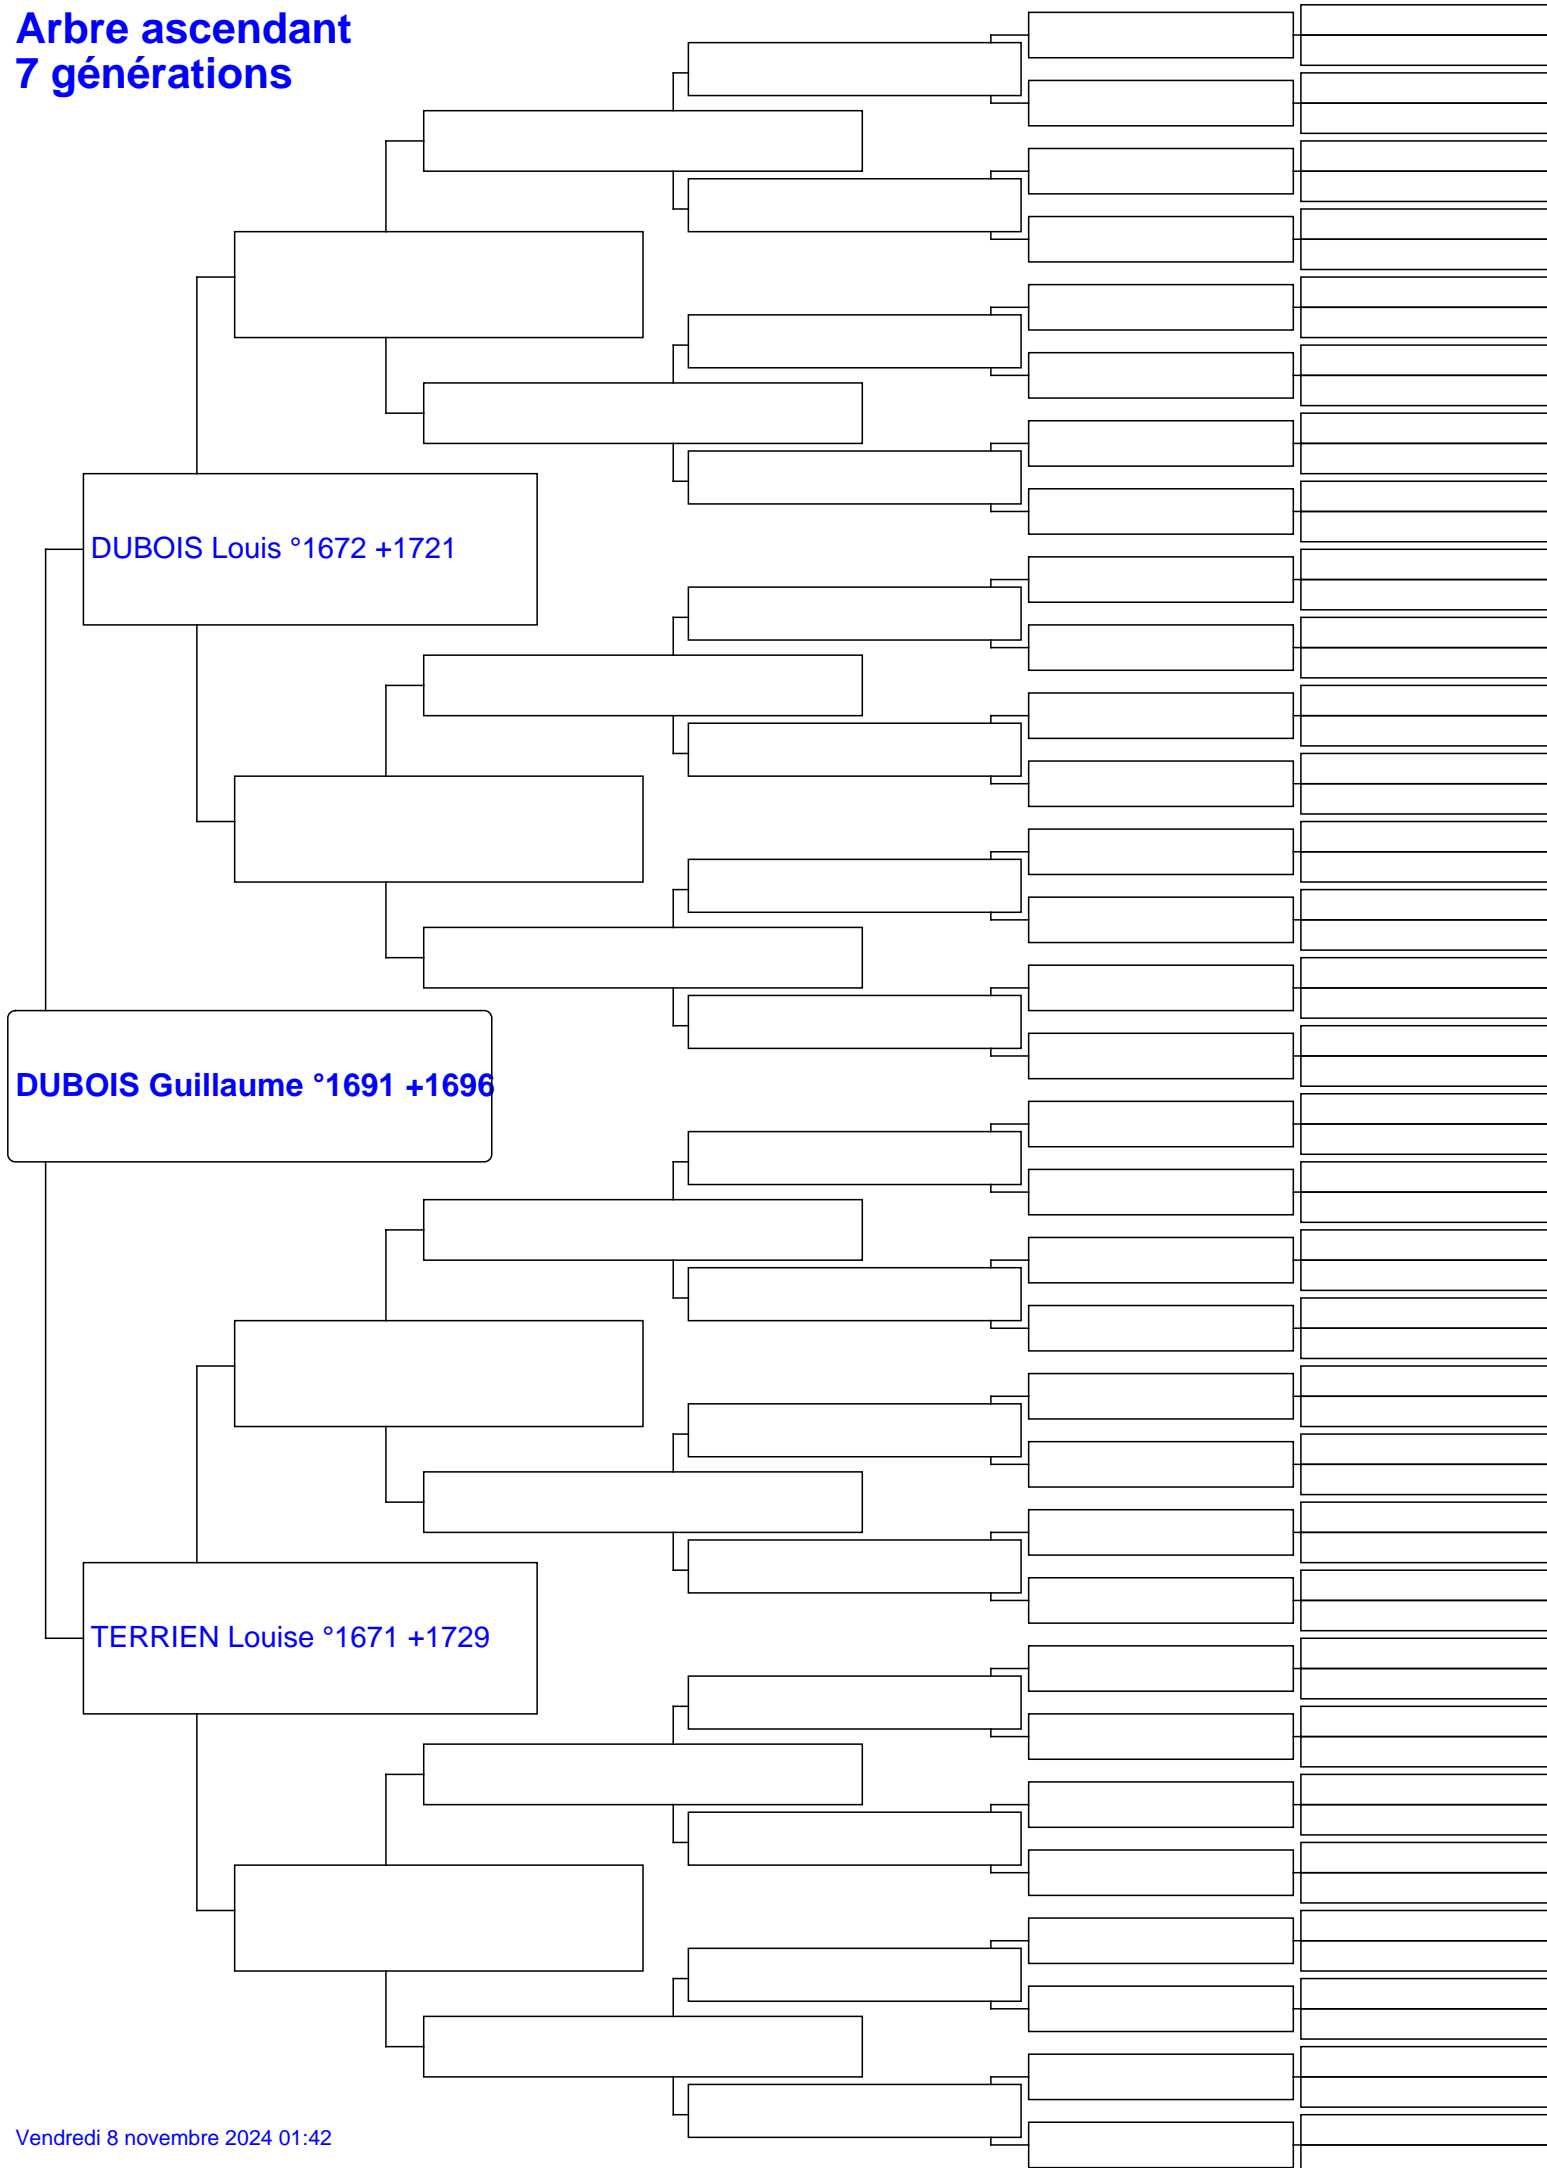 Arbre ascendant
7 générations
DUBOIS Louis °1672 +1721
DUBOIS Guillaume °1691 +1696
TERRIEN Louise °1671 +1729
Vendredi 8 novembre 2024 01:42